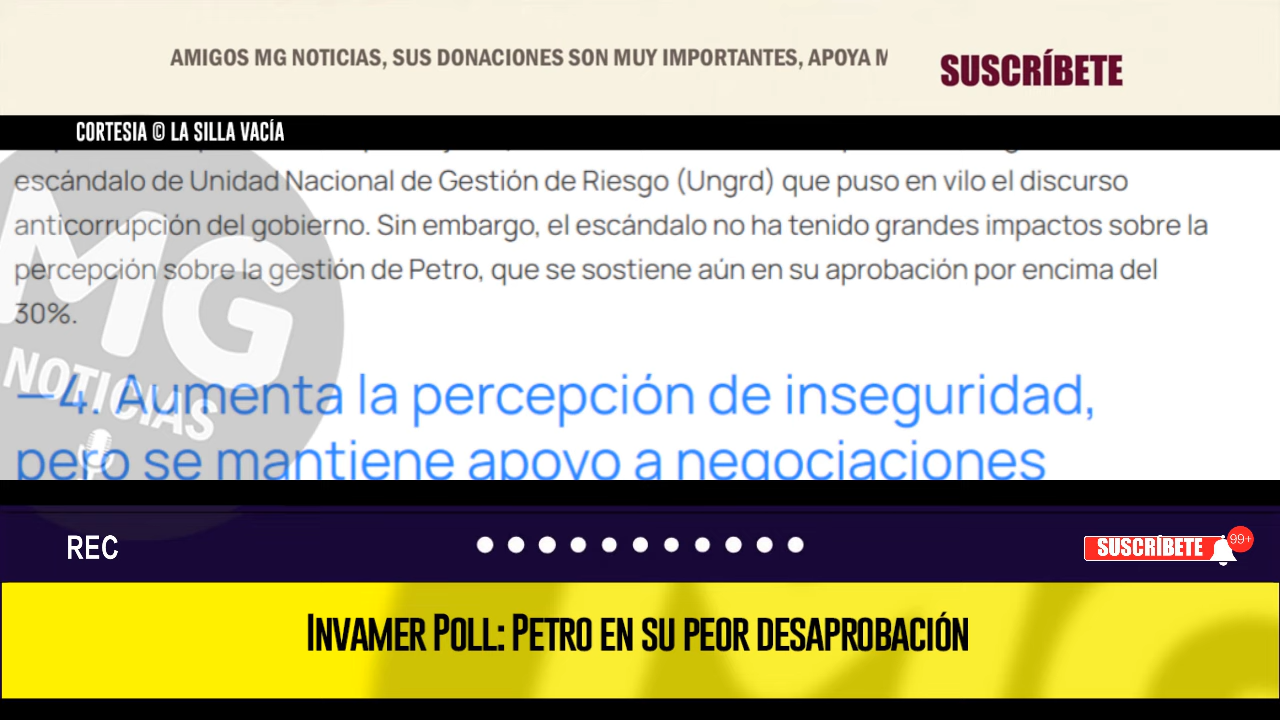 AMIGOS MG NOTICIAS, SUS DONACIONES SON MUY IMPORTANTES, APOYA M
SUSCRÍBETE
CORTESIA © LA SILLA VACÍA
escándalo de Unidad Nacional de Gestión de Riesgo (Ungrd) que puso en vilo el discurso
anticorrupción del gobierno. Sin embargo, el escándalo no ha tenido grandes impactos sobre la
percepción sobre la gestión de Petro, que se sostiene aún en su aprobación por encima del
30%.
MG
NOTICIAS
—4. Aumenta la percepción de inseguridad,
pero se mantiene apoyo a negociaciones
REC
SUSCRÍBETE
99+
INVAMER POLL: PETRO EN SU PEOR DESAPROBACIÓN